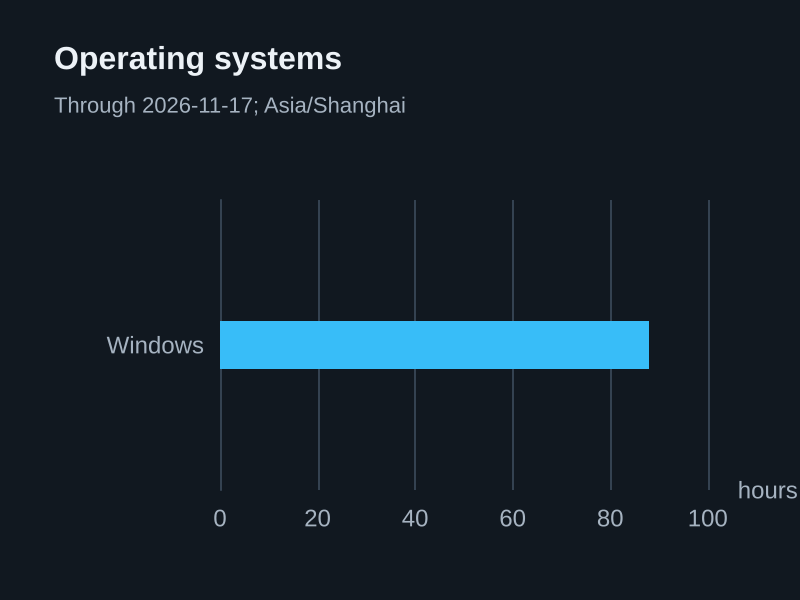 Operating systems
Through 2026-11-17; Asia/Shanghai
Windows
hours
0 20 40 60 80 100